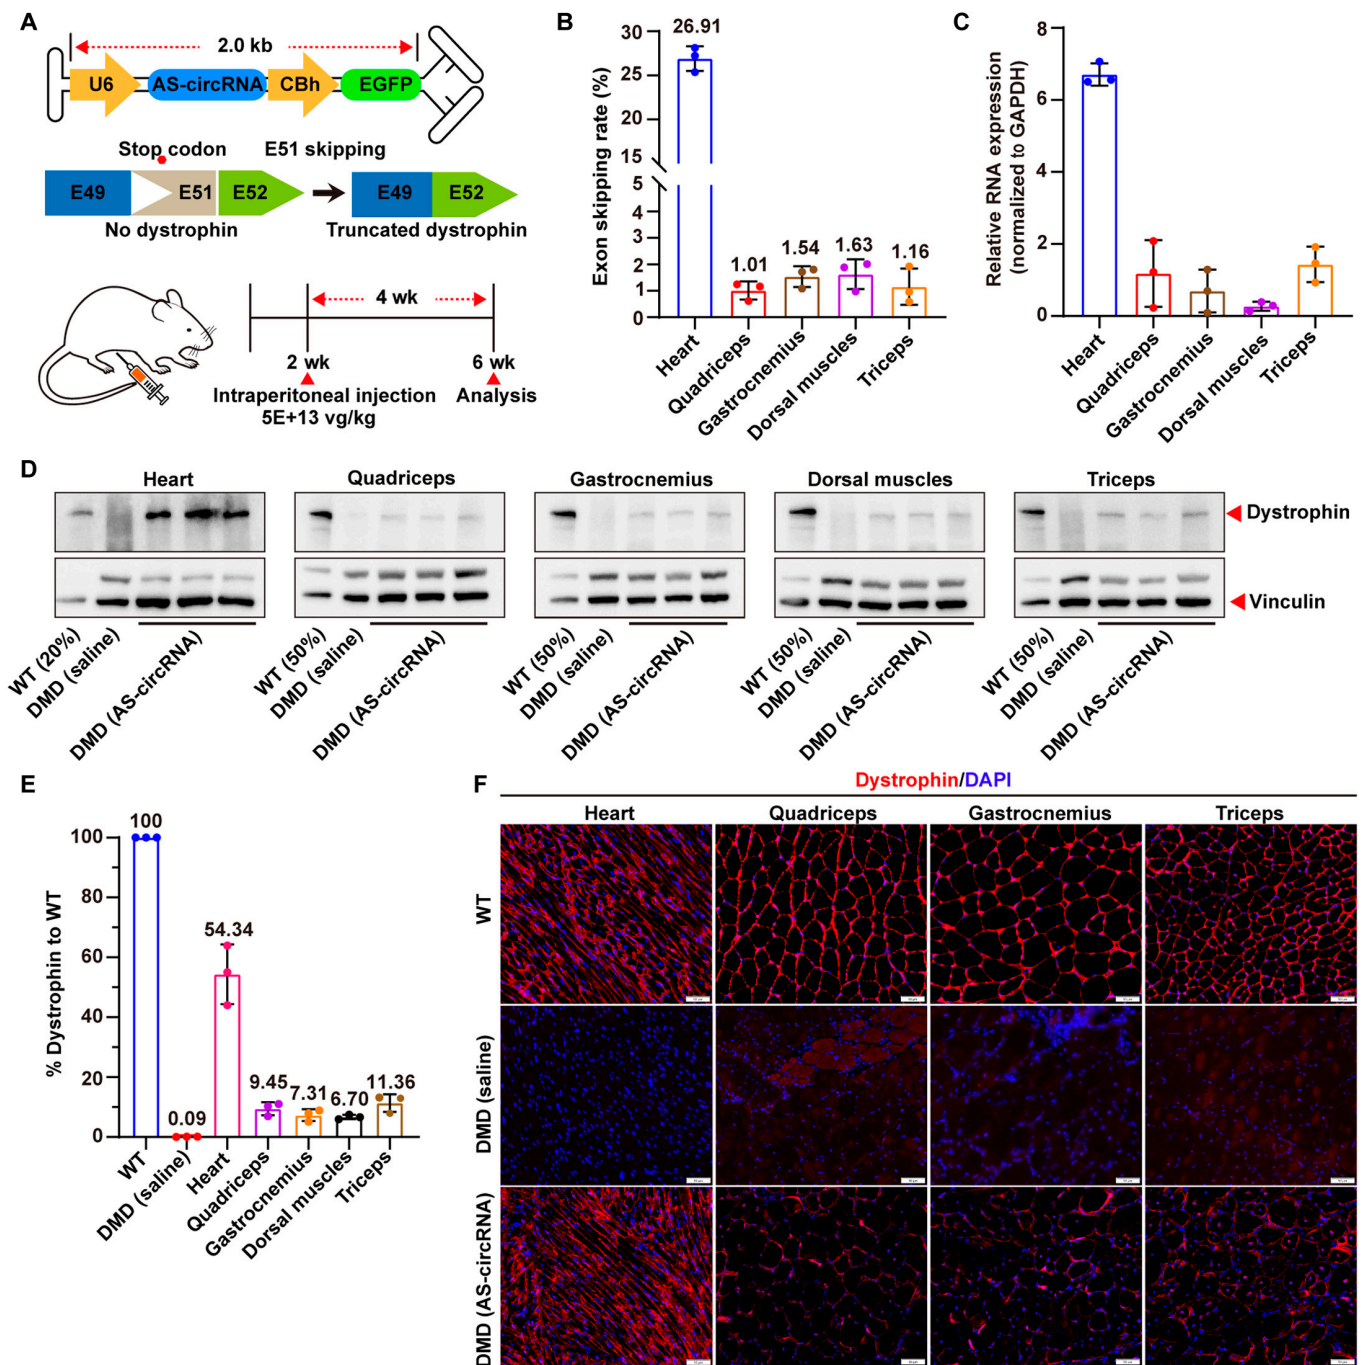 A
2.0 kb
U6
AS-circRNA
CBh
EGFP
Stop codon
E51 skipping
E49
E51
E52
E49
E52
No dystrophin
Truncated dystrophin
4 wk
2 wk
6 wk
Intraperitoneal injection
Analysis
5E+13 vg/kg
B
Exon skipping rate (%)
30
25
20
15
5
4
3
2
1
0
26.91
1.01
1.54
1.63
1.16
Heart
Quadriceps
Gastrocnemius
Dorsal muscles
Triceps
C
Relative RNA expression
(normalized to GAPDH)
8
6
4
2
0
Heart
Quadriceps
Gastrocnemius
Dorsal muscles
Triceps
D
Heart
Quadriceps
Gastrocnemius
Dorsal muscles
Triceps
Dystrophin
Vinculin
WT (20%)
DMD (saline)
DMD (AS-circRNA)
WT (50%)
DMD (saline)
DMD (AS-circRNA)
WT (50%)
DMD (saline)
DMD (AS-circRNA)
WT (50%)
DMD (saline)
DMD (AS-circRNA)
WT (50%)
DMD (saline)
DMD (AS-circRNA)
E
% Dystrophin to WT
100
80
60
40
20
0
100
0.09
54.34
9.45
7.31
6.70
11.36
WT
DMD (saline)
Heart
Quadriceps
Gastrocnemius
Dorsal muscles
Triceps
F
Dystrophin/DAPI
Heart
Quadriceps
Gastrocnemius
Triceps
WT
DMD (saline)
DMD (AS-circRNA)